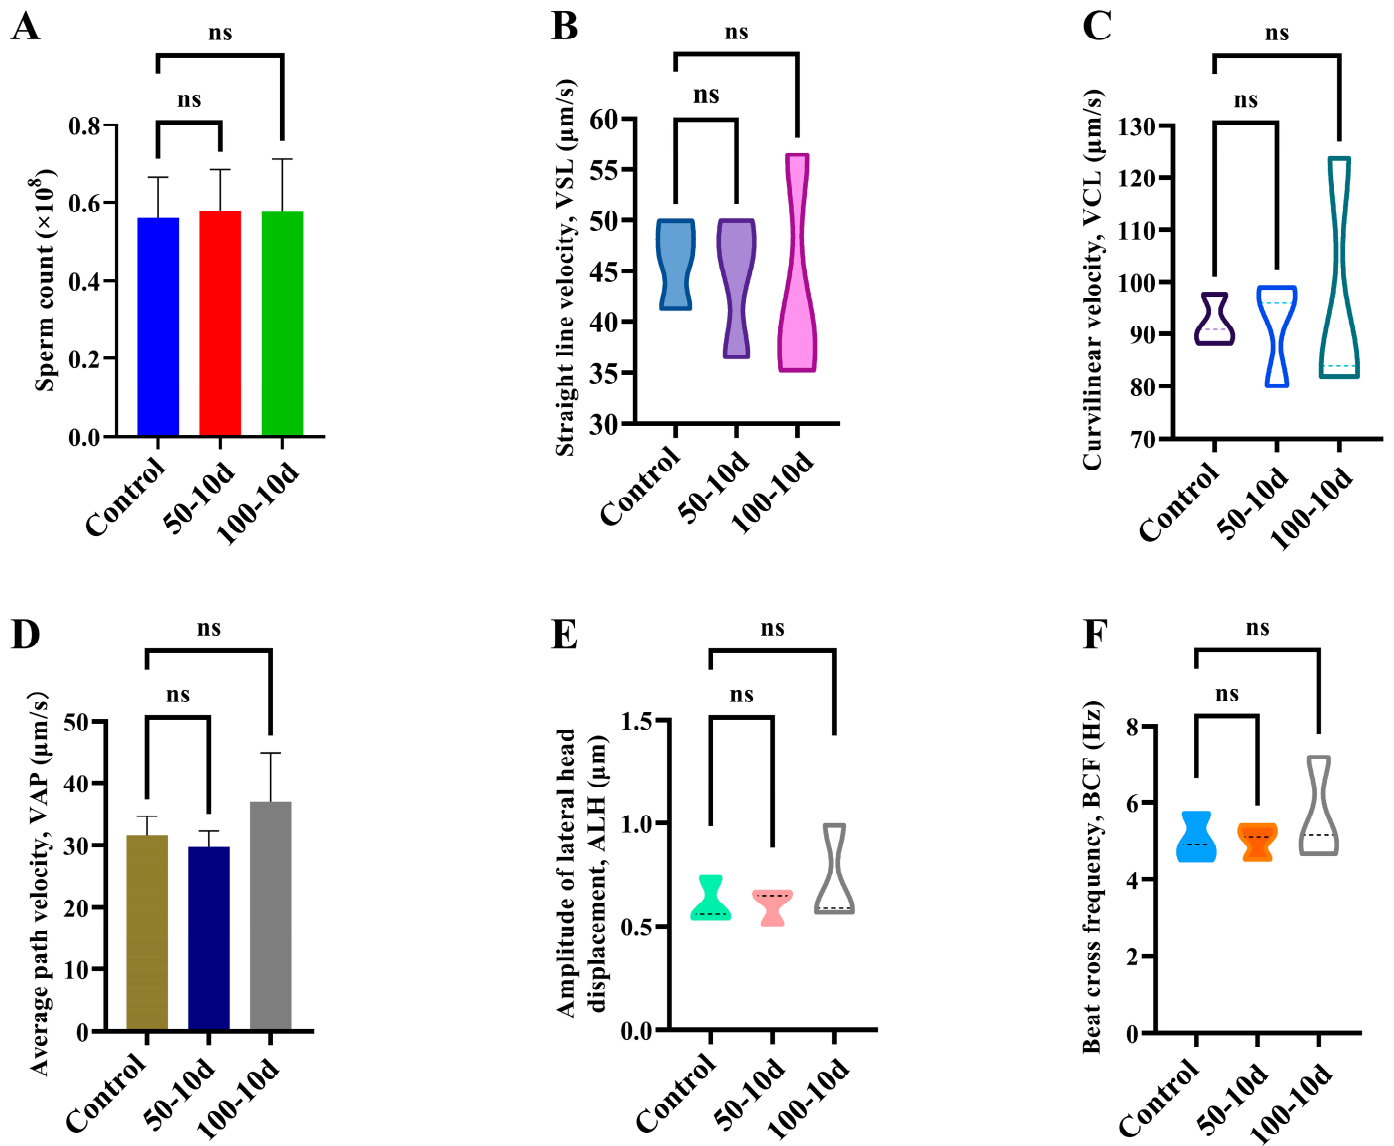 A
ns
ns
Sperm count (×10⁸)
0.8
0.6
0.4
0.2
0.0
Control
50-10d
100-10d
B
ns
ns
Straight line velocity, VSL (μm/s)
60
55
50
45
40
35
30
Control
50-10d
100-10d
C
ns
ns
Curvilinear velocity, VCL (μm/s)
130
120
110
100
90
80
70
Control
50-10d
100-10d
D
ns
ns
Average path velocity, VAP (μm/s)
50
40
30
20
10
0
Control
50-10d
100-10d
E
ns
ns
Amplitude of lateral head
displacement, ALH (μm)
1.5
1.0
0.5
0.0
Control
50-10d
100-10d
F
ns
ns
Beat cross frequency, BCF (Hz)
8
6
4
2
0
Control
50-10d
100-10d